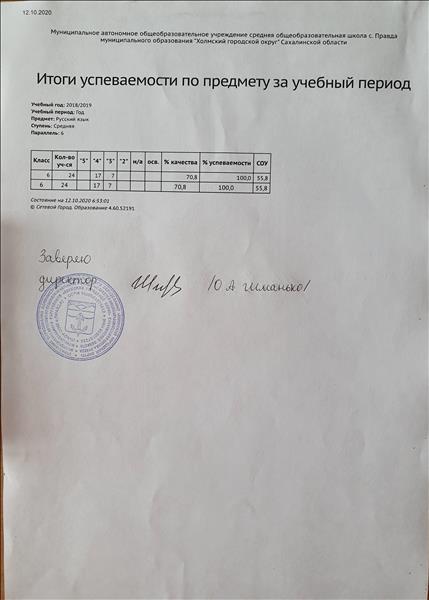 12.10.2020
Муниципальное автономное общеобразовательное учреждение средняя общеобразовательная школа с. Правда
муниципального образования "Холмский городской округ" Сахалинской области
Итоги успеваемости по предмету за учебный период
Учебный год: 2018/2019
Учебный период: Год
Предмет: Русский язык
Ступень: Средняя
Параллель: 6
Класс Кол-во уч-ся "5" "4" "3" "2" н/а осв. % качества % успеваемости СОУ
6 24 17 7 70,8 100,0 55,8
6 24 17 7 70,8 100,0 55,8
Состояние на 12.10.2020 6:53:01
© Сетевой Город. Образование 4.60.52191
Заверяю
директор /Ю А Шиманько/